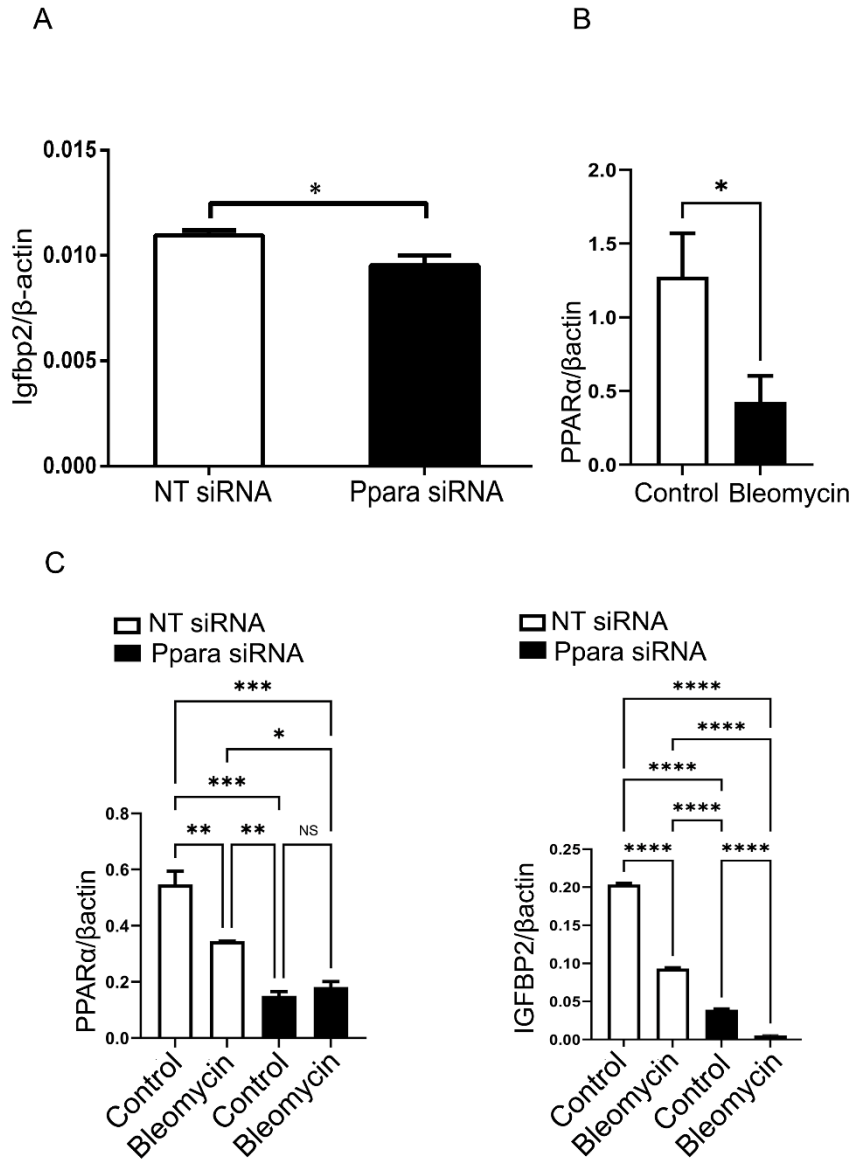 A
B
Igfbp2/β-actin
0.015
0.010
0.005
0.000
*
NT siRNA
Ppara siRNA
PPARα/βactin
2.0
1.5
1.0
0.5
0.0
*
Control
Bleomycin
C
NT siRNA
Ppara siRNA
***
*
***
** ** NS
PPARα/βactin
0.8
0.6
0.4
0.2
0.0
Control
Bleomycin
Control
Bleomycin
NT siRNA
Ppara siRNA
****
****
****
****
**** ****
IGFBP2/βactin
0.25
0.20
0.15
0.10
0.05
0.00
Control
Bleomycin
Control
Bleomycin